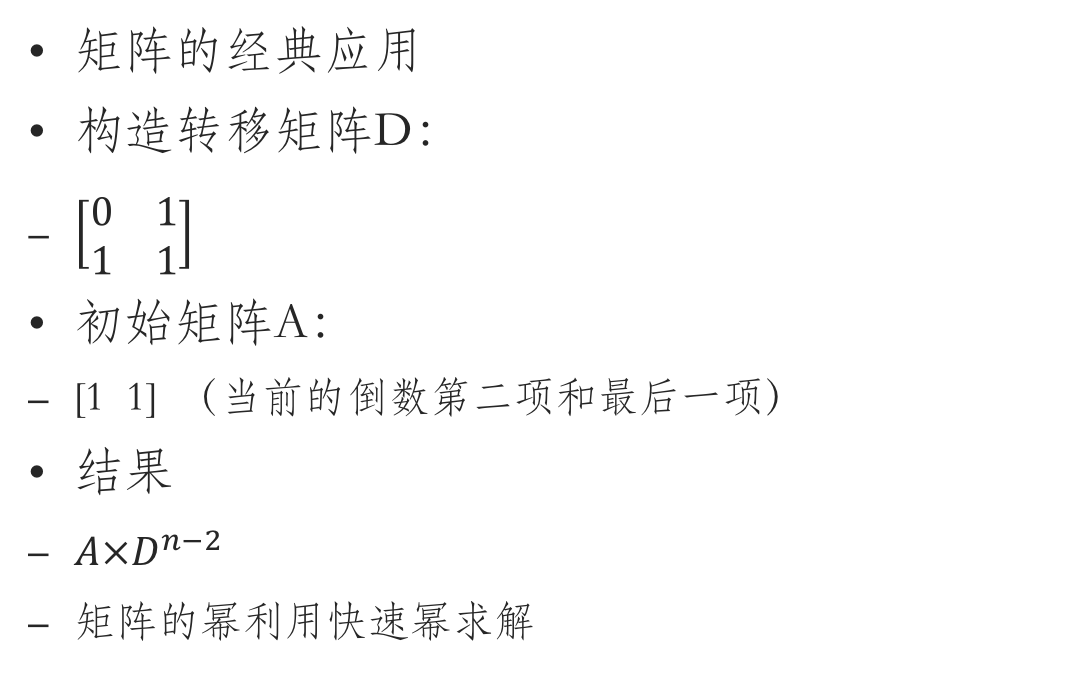 • 矩阵的经典应用
• 构造转移矩阵D：
– [0 1
1 1]
• 初始矩阵A：
– [1 1] （当前的倒数第二项和最后一项）
• 结果
– A×D^{n−2}
– 矩阵的幂利用快速幂求解